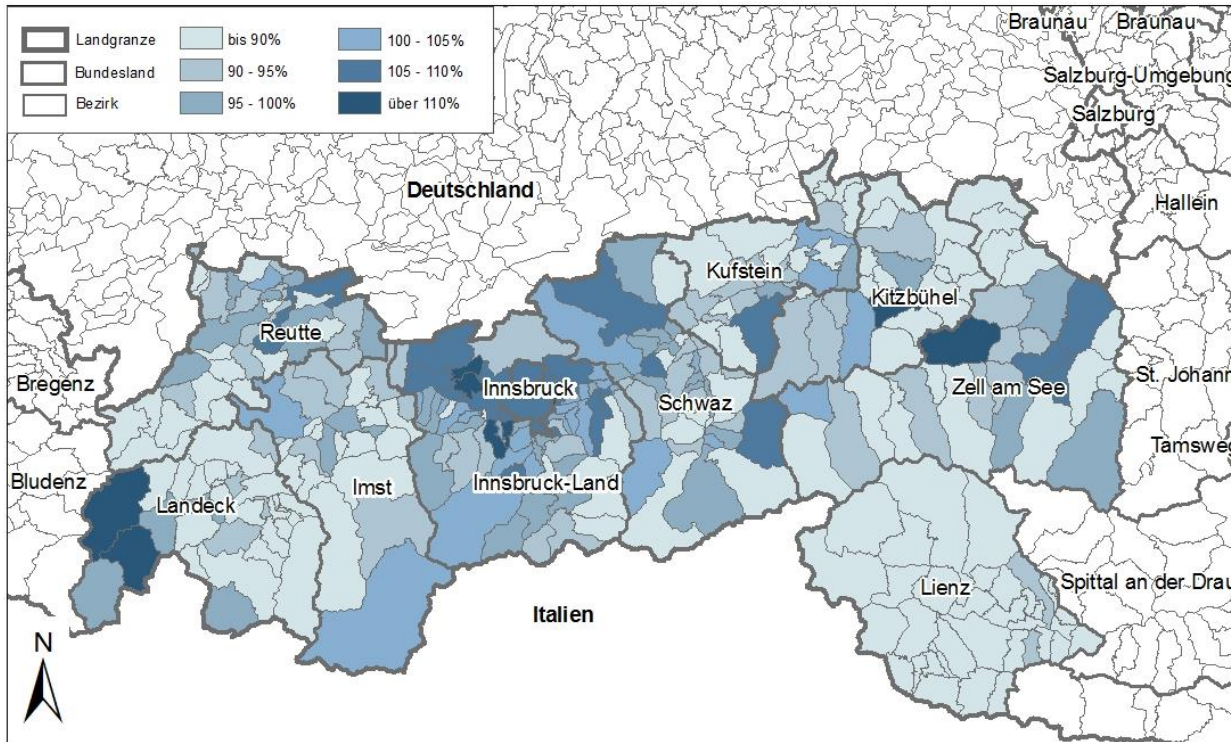 Landgranze
bis 90%
100 - 105%
Bundesland
90 - 95%
105 - 110%
Bezirk
95 - 100%
über 110%
Braunau
Braunau
Salzburg-Umgebung
Salzburg
Deutschland
Hallein
Kufstein
Kitzbühel
Reutte
Bregenz
Innsbruck
St. Johann
Zell am See
Schwaz
Tamsweg
Bludenz
Imst
Innsbruck-Land
Landeck
Lienz
Spittal an der Drau
Italien
N